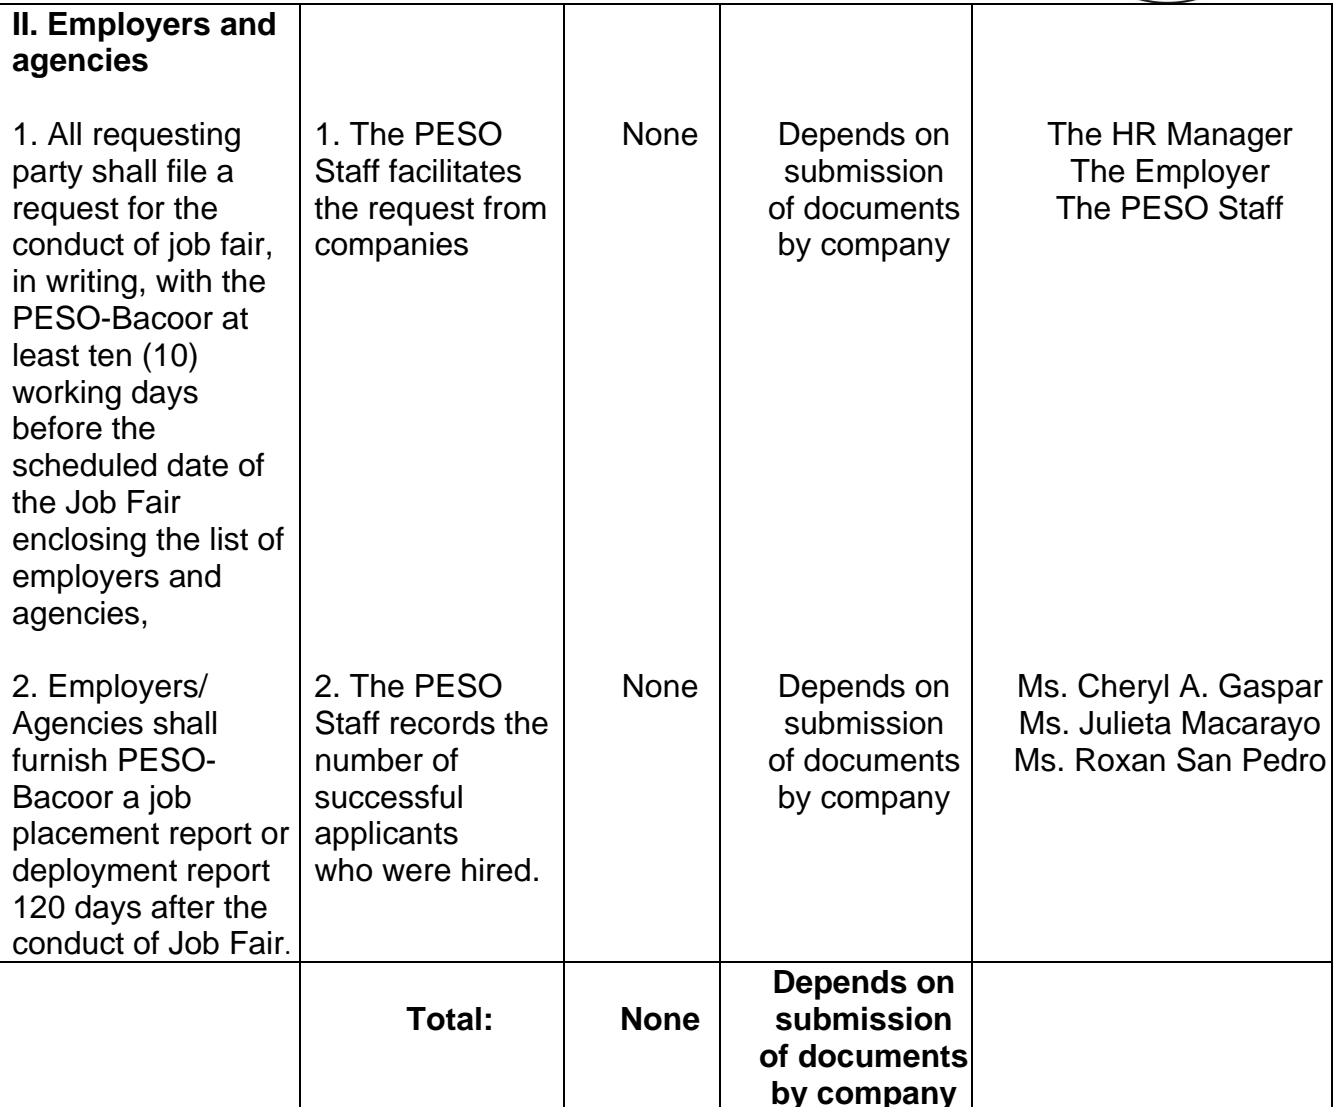 II. Employers and
agencies
1. All requesting
party shall file a
request for the
conduct of job fair,
in writing, with the
PESO-Bacoor at
least ten (10)
working days
before the
scheduled date of
the Job Fair
enclosing the list of
employers and
agencies,
1. The PESO
Staff facilitates
the request from
companies
None
Depends on
submission
of documents
by company
The HR Manager
The Employer
The PESO Staff
2. Employers/
Agencies shall
furnish PESO-
Bacoor a job
placement report or
deployment report
120 days after the
conduct of Job Fair.
2. The PESO
Staff records the
number of
successful
applicants
who were hired.
None
Depends on
submission
of documents
by company
Ms. Cheryl A. Gaspar
Ms. Julieta Macarayo
Ms. Roxan San Pedro
Total:
None
Depends on
submission
of documents
by company